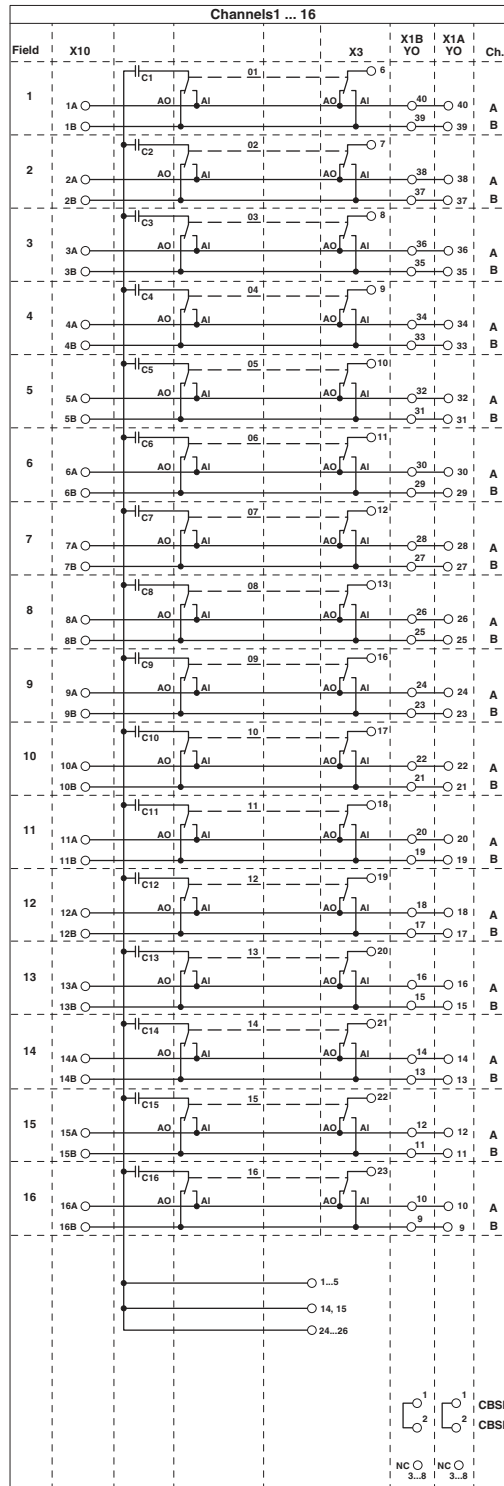 Channels1 ... 16
Field X10 X3 X1B YO X1A YO Ch.
C1 01 6
1 1A AO AI AO AI 40 40 A
1B 39 39 B
C2 02 7
2 2A AO AI AO AI 38 38 A
2B 37 37 B
C3 03 8
3 3A AO AI AO AI 36 36 A
3B 35 35 B
C4 04 9
4 4A AO AI AO AI 34 34 A
4B 33 33 B
C5 05 10
5 5A AO AI AO AI 32 32 A
5B 31 31 B
C6 06 11
6 6A AO AI AO AI 30 30 A
6B 29 29 B
C7 07 12
7 7A AO AI AO AI 28 28 A
7B 27 27 B
C8 08 13
8 8A AO AI AO AI 26 26 A
8B 25 25 B
C9 09 16
9 9A AO AI AO AI 24 24 A
9B 23 23 B
C10 10 17
10 10A AO AI AO AI 22 22 A
10B 21 21 B
C11 11 18
11 11A AO AI AO AI 20 20 A
11B 19 19 B
C12 12 19
12 12A AO AI AO AI 18 18 A
12B 17 17 B
C13 13 20
13 13A AO AI AO AI 16 16 A
13B 15 15 B
C14 14 21
14 14A AO AI AO AI 14 14 A
14B 13 13 B
C15 15 22
15 15A AO AI AO AI 12 12 A
15B 11 11 B
C16 16 23
16 16A AO AI AO AI 10 10 A
16B 9 9 B
1...5
14, 15
24...26
1 1 CBSI
2 2 CBSI
NC NC
3...8 3...8